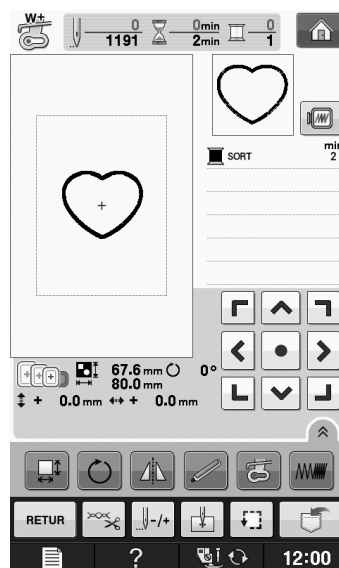 W+
0 0min 0
1191 2min 1
min
SORT 2
67.6 mm 0°
80.0 mm
+ 0.0 mm + 0.0 mm
RETUR -/+
? 12:00